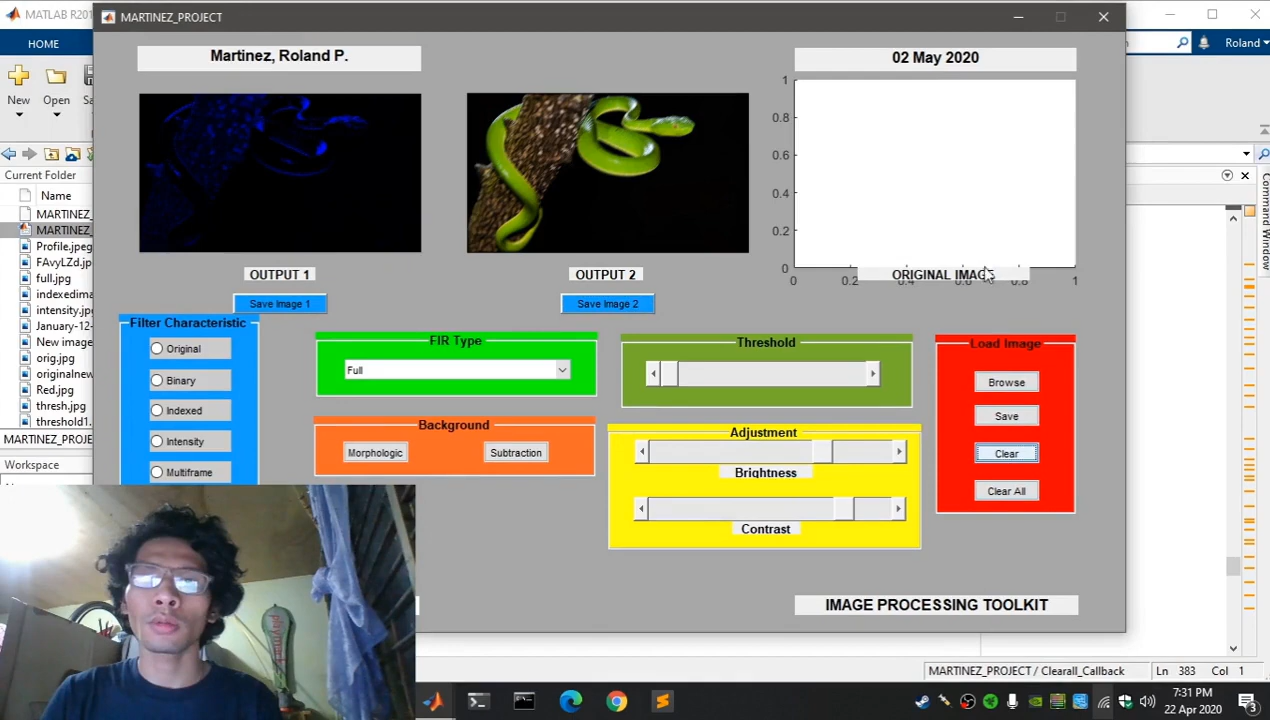 MATLAB R201
MARTINEZ_PROJECT
HOME
Roland
New
Open
Martinez, Roland P.
02 May 2020
1
0.8
0.6
0.4
0.2
0
0
0.2
0.4
0.6
0.8
1
OUTPUT 1
OUTPUT 2
ORIGINAL IMAGE
Save Image 1
Save Image 2
Current Folder
Name
MARTINEZ_
MARTINEZ_
Profile.jpeg
FAvyLZd.jp
full.jpg
indexedima
intensity.jp
January-12-
New image
orig.jpg
originalnew
Red.jpg
thresh.jpg
threshold1.
MARTINEZ_PROJE
Workspace
Command Window
Filter Characteristic
Original
Binary
Indexed
Intensity
Multiframe
FIR Type
Full
Background
Morphologic
Subtraction
Threshold
Adjustment
Brightness
Contrast
Load Image
Browse
Save
Clear
Clear All
IMAGE PROCESSING TOOLKIT
playmat
MARTINEZ_PROJECT / Clearall_Callback
Ln 383 Col 1
7:31 PM
22 Apr 2020
3